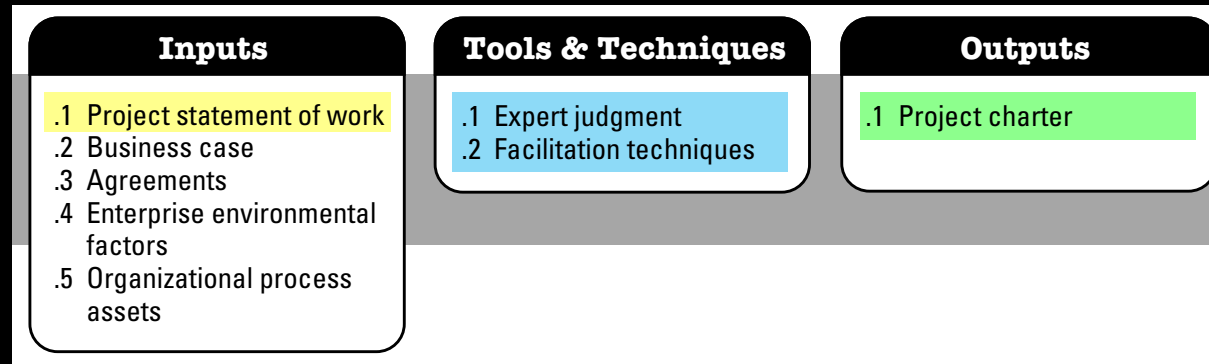 Inputs
.1 Project statement of work
.2 Business case
.3 Agreements
.4 Enterprise environmental
factors
.5 Organizational process
assets
Tools & Techniques
.1 Expert judgment
.2 Facilitation techniques
Outputs
.1 Project charter